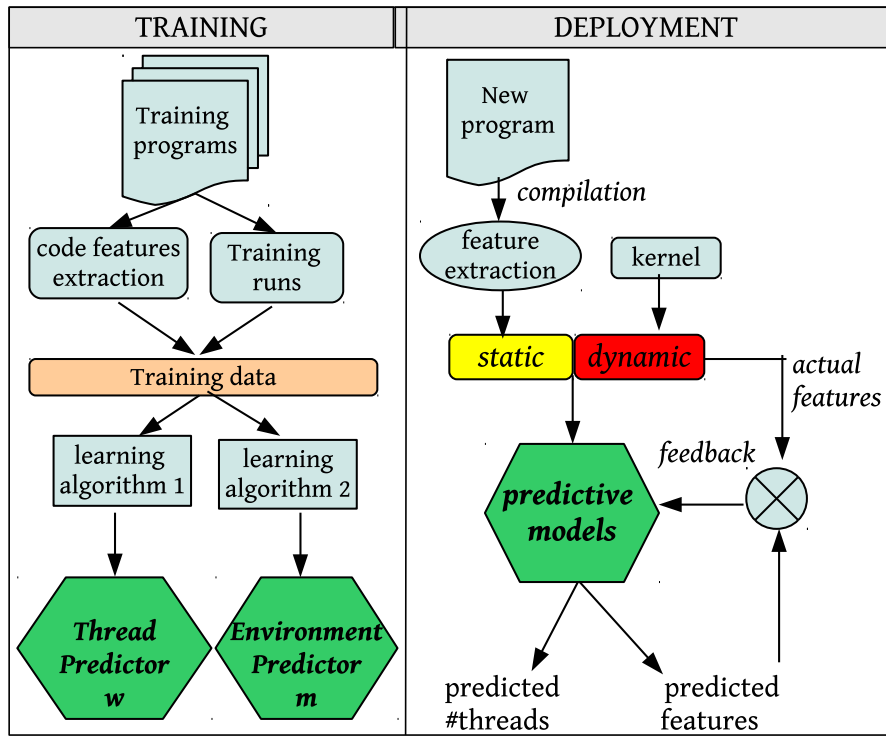 TRAINING
Training
programs
code features
extraction
Training
runs
Training data
learning
algorithm 1
learning
algorithm 2
Thread
Predictor
w
Environment
Predictor
m
DEPLOYMENT
New
program
compilation
feature
extraction
kernel
static
dynamic
actual
features
feedback
predictive
models
predicted
#threads
predicted
features